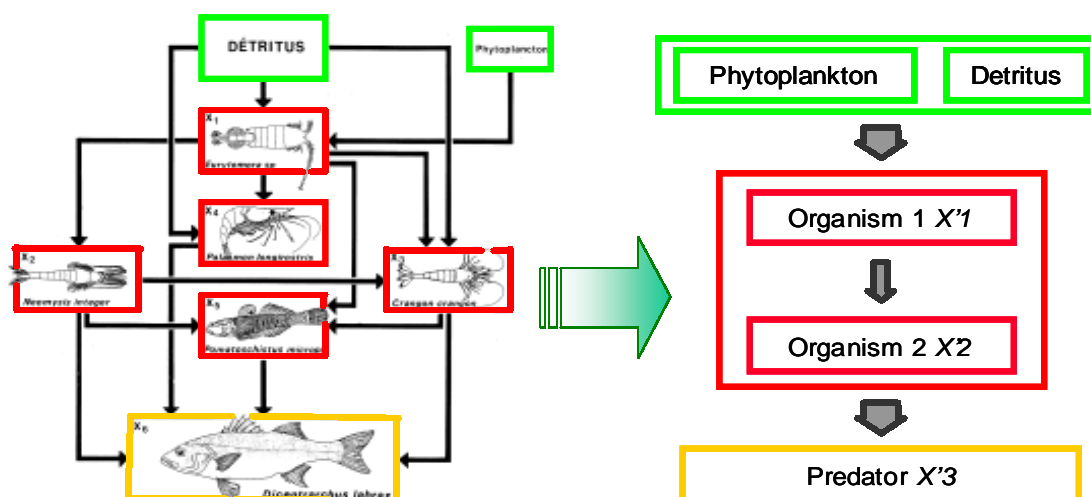 DÉTRITUS
Phytoplancton
X1
Eurytemora sp
X4
Palaemon longirostris
X2
Neomysis integer
X3
Crangon crangon
X5
Pomatoschistus microps
X6
Dicentrarchus labrax
Phytoplankton
Detritus
Organism 1 X'1
Organism 2 X'2
Predator X'3